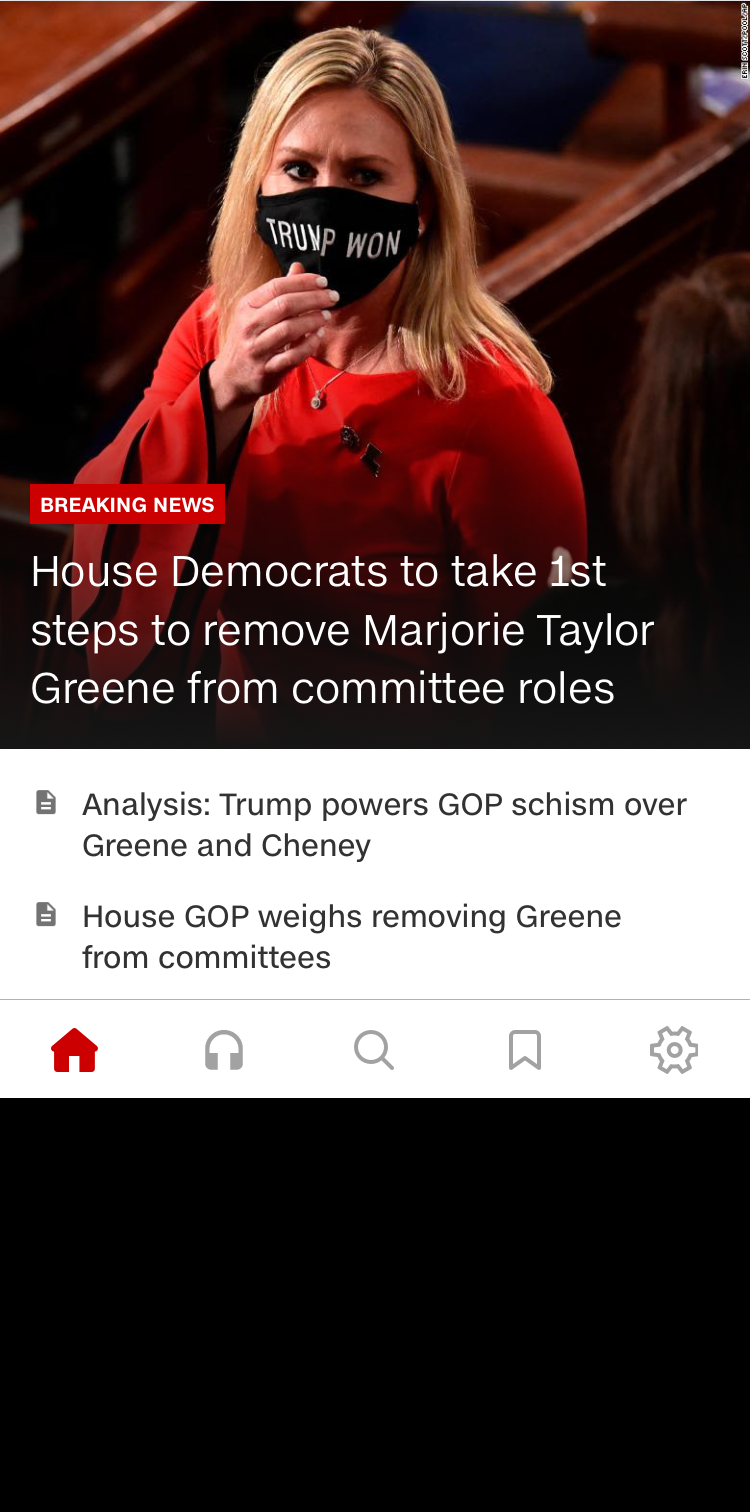 ERIN SCOTT/POOL/AP
TRUMP WON
BREAKING NEWS
House Democrats to take 1st
steps to remove Marjorie Taylor
Greene from committee roles
Analysis: Trump powers GOP schism over
Greene and Cheney
House GOP weighs removing Greene
from committees